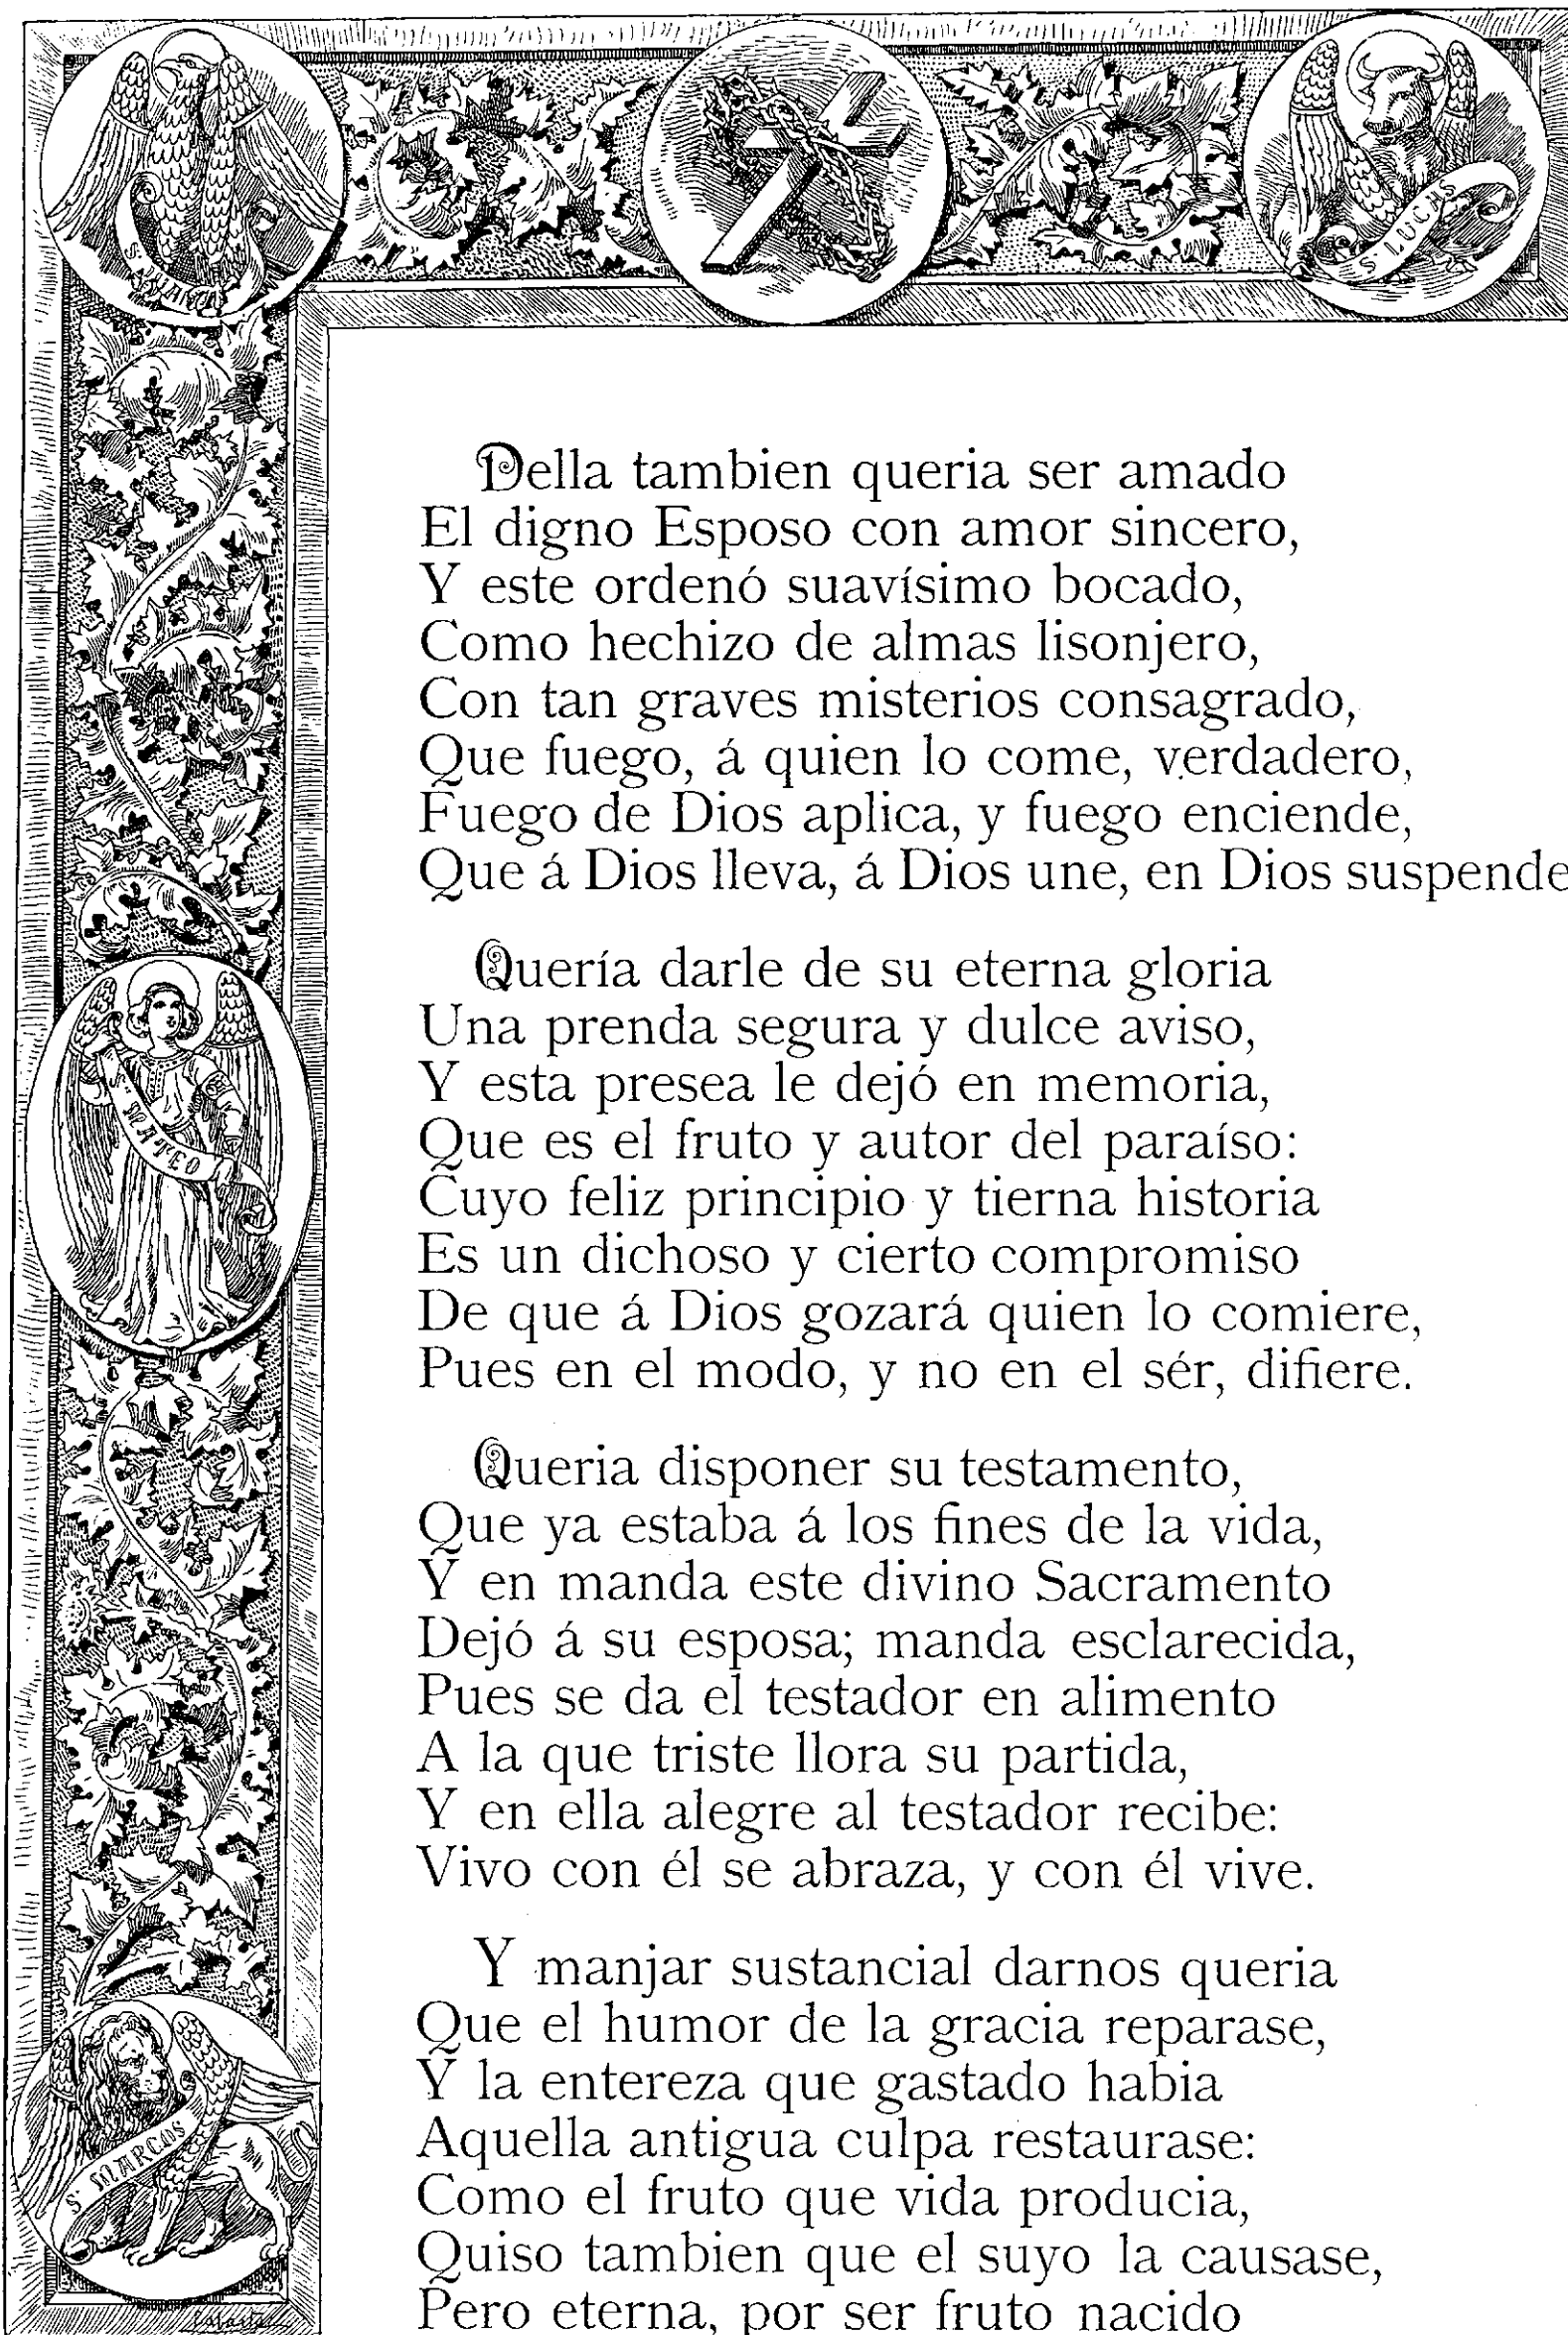 S. JUAN
S. LUCAS
Della tambien queria ser amado
El digno Esposo con amor sincero,
Y este ordenó suavísimo bocado,
Como hechizo de almas lisonjero,
Con tan graves misterios consagrado,
Que fuego, á quien lo come, verdadero,
Fuego de Dios aplica, y fuego enciende,
Que á Dios lleva, á Dios une, en Dios suspende
Quería darle de su eterna gloria
Una prenda segura y dulce aviso,
Y esta presea le dejó en memoria,
Que es el fruto y autor del paraíso:
Cuyo feliz principio y tierna historia
Es un dichoso y cierto compromiso
De que á Dios gozará quien lo comiere,
Pues en el modo, y no en el sér, difiere.
S. MATEO
Queria disponer su testamento,
Que ya estaba á los fines de la vida,
Y en manda este divino Sacramento
Dejó á su esposa; manda esclarecida,
Pues se da el testador en alimento
A la que triste llora su partida,
Y en ella alegre al testador recibe:
Vivo con él se abraza, y con él vive.
Y manjar sustancial darnos queria
Que el humor de la gracia reparase,
Y la entereza que gastado habia
Aquella antigua culpa restaurase:
Como el fruto que vida producia,
Quiso tambien que el suyo la causase,
Pero eterna, por ser fruto nacido
S. MARCOS